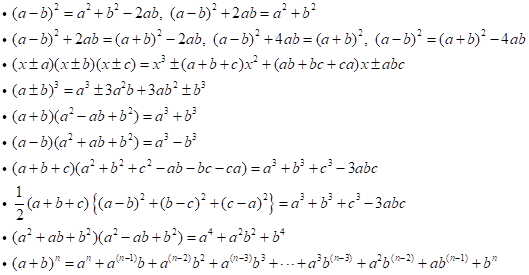 • (a−b)² = a² + b² − 2ab, (a−b)² + 2ab = a² + b²
• (a−b)² + 2ab = (a+b)² − 2ab, (a−b)² + 4ab = (a+b)², (a−b)² = (a+b)² − 4ab
• (x±a)(x±b)(x±c) = x³ ± (a+b+c)x² + (ab+bc+ca)x ± abc
• (a±b)³ = a³ ± 3a²b + 3ab² ± b³
• (a+b)(a² − ab + b²) = a³ + b³
• (a−b)(a² + ab + b²) = a³ − b³
• (a+b+c)(a² + b² + c² − ab − bc − ca) = a³ + b³ + c³ − 3abc
• 1/2 (a+b+c){(a−b)² + (b−c)² + (c−a)²} = a³ + b³ + c³ − 3abc
• (a² + ab + b²)(a² − ab + b²) = a⁴ + a²b² + b⁴
• (a+b)ⁿ = aⁿ + a⁽ⁿ⁻¹⁾b + a⁽ⁿ⁻²⁾b² + a⁽ⁿ⁻³⁾b³ + ⋯ + a³b⁽ⁿ⁻³⁾ + a²b⁽ⁿ⁻²⁾ + ab⁽ⁿ⁻¹⁾ + bⁿ